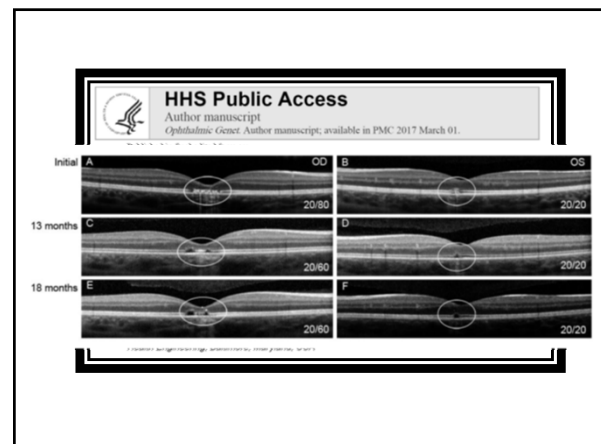 HHS Public Access
Author manuscript
Ophthalmic Genet. Author manuscript; available in PMC 2017 March 01.
Initial A OD B OS
20/80 20/20
13 months C D
20/60 20/20
18 months E F
20/60 20/20